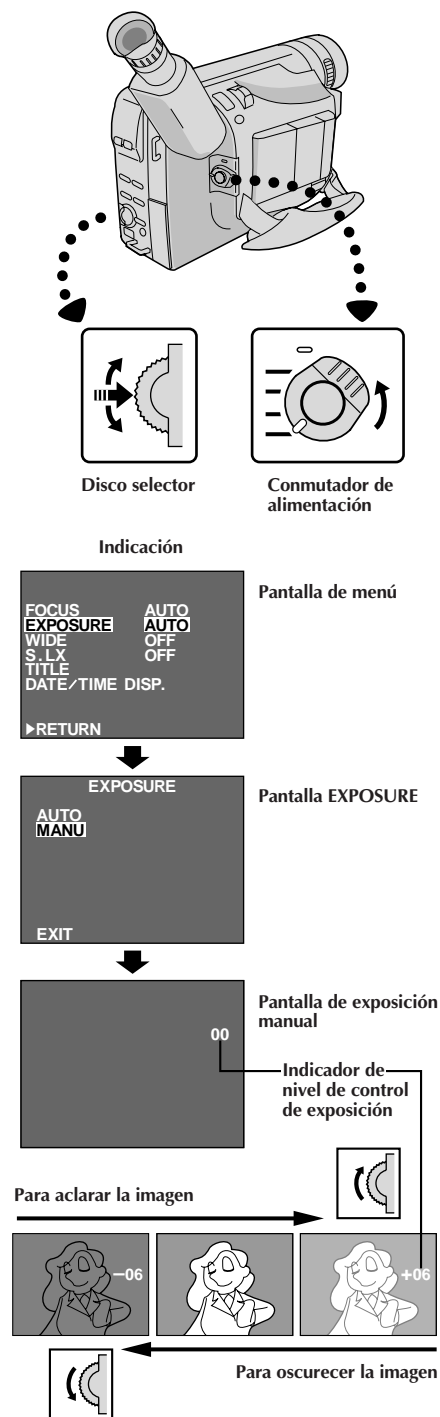 Disco selector
Conmutador de
alimentación
Indicación
Pantalla de menú
FOCUS AUTO
EXPOSURE AUTO
WIDE OFF
S.LX OFF
TITLE
DATE/TIME DISP.
▶RETURN
EXPOSURE
Pantalla EXPOSURE
AUTO
MANU
EXIT
Pantalla de exposición
manual
00
Indicador de
nivel de control
de exposición
Para aclarar la imagen
–06
+06
Para oscurecer la imagen